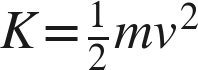 K = ½mv²